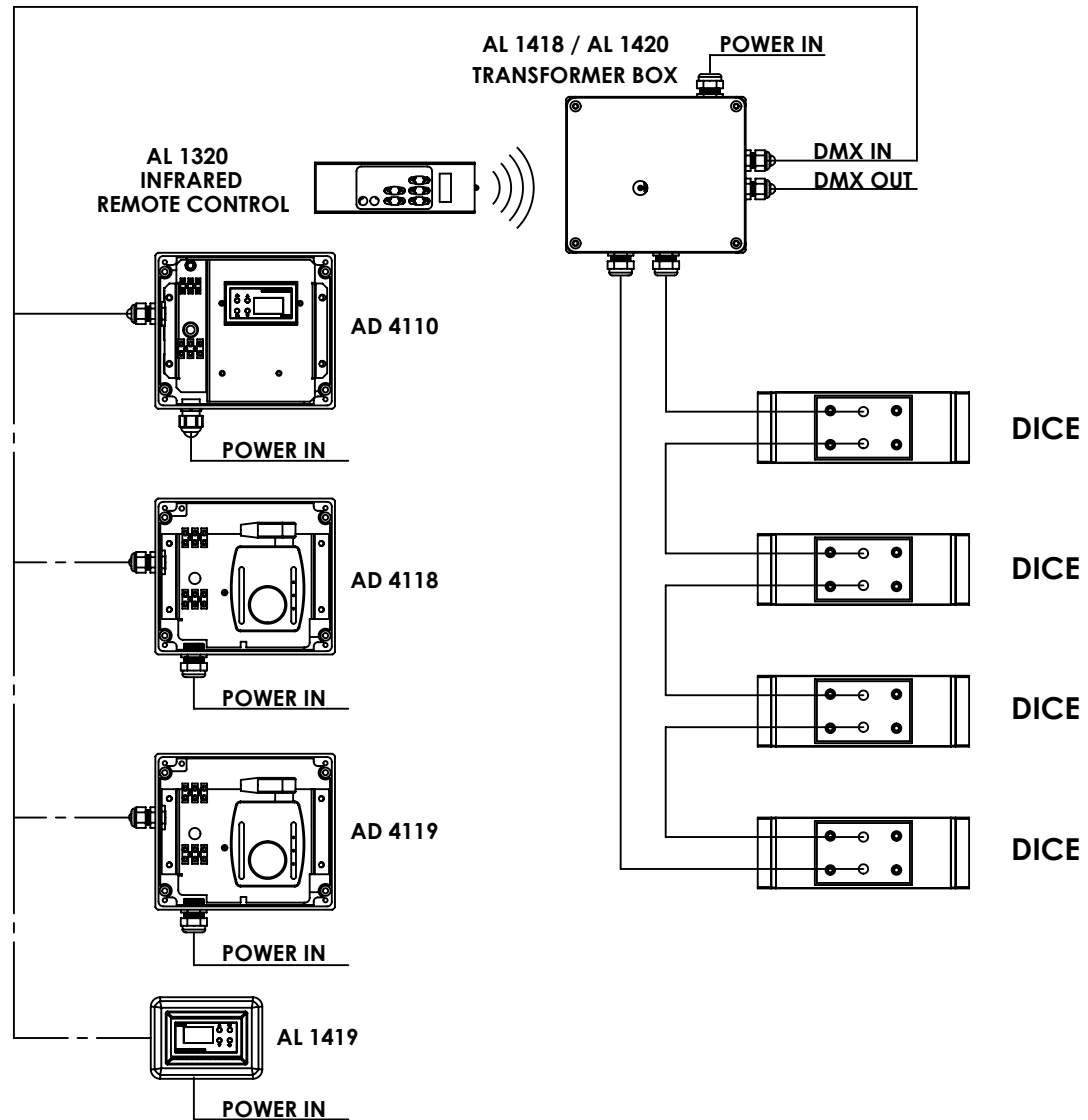 AL 1418 / AL 1420
TRANSFORMER BOX
POWER IN
DMX IN
DMX OUT
AL 1320
INFRARED
REMOTE CONTROL
AD 4110
POWER IN
DICE
AD 4118
DICE
POWER IN
DICE
AD 4119
DICE
POWER IN
AL 1419
POWER IN